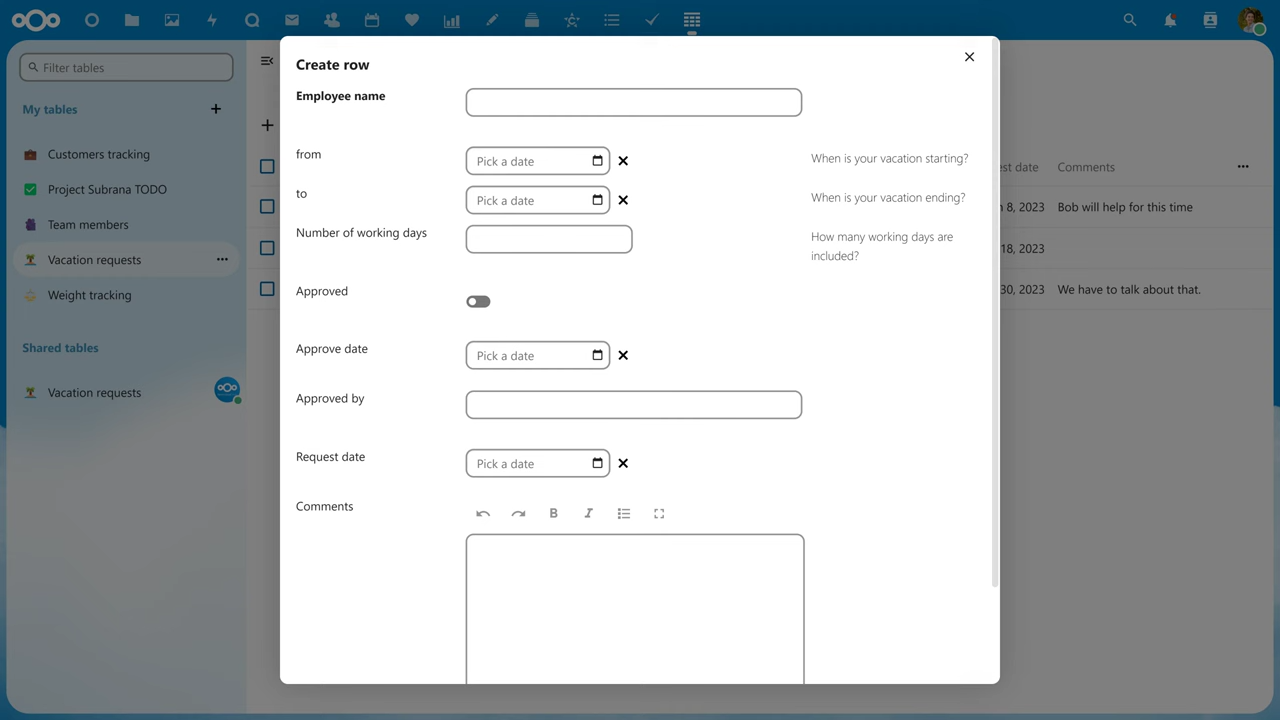 Filter tables
My tables
Customers tracking
Project Subrana TODO
Team members
Vacation requests
Weight tracking
Shared tables
Vacation requests
Create row
Employee name
from
Pick a date
When is your vacation starting?
to
Pick a date
When is your vacation ending?
Number of working days
How many working days are
included?
Approved
Approve date
Pick a date
Approved by
Request date
Pick a date
Comments
B I
date Comments
8, 2023 Bob will help for this time
18, 2023
30, 2023 We have to talk about that.